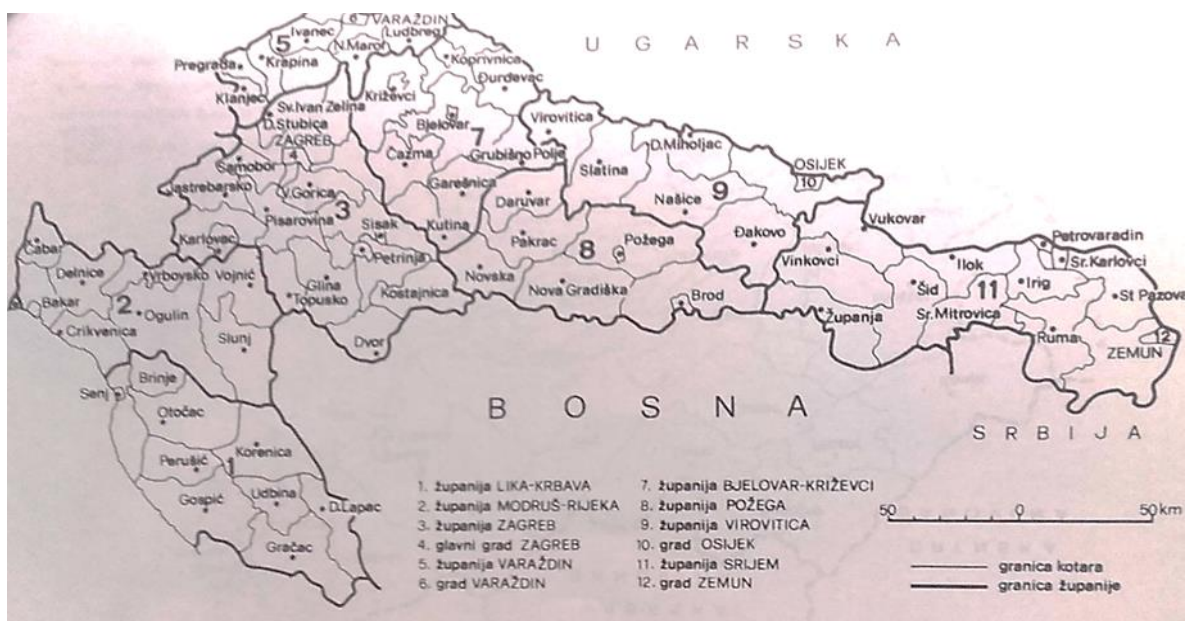 6 VARAŽDIN
Ivanec
Ludbreg
5
N.Marof
U G A R S K A
Pregrada
Krapina
Koprivnica
Đurđevac
Klanjec
Križevci
Sv.Ivan Zelina
D.Stubica
Bjelovar
7
Virovitica
ZAGREB
4
D.Miholjac
Samobor
Čazma
Grubišno Polje
Slatina
OSIJEK
10
Jastrebarsko
V.Gorica
Garešnica
Daruvar
Našice
9
Pisarovina
3
Sisak
Kutina
Vukovar
Karlovac
Petrinja
Pakrac
8
Požega
Đakovo
Petrovaradin
Čabar
Vinkovci
Ilok
Sr.Karlovci
Delnice
Vrbovsko
Vojnić
Glina
Novska
Nova Gradiška
Šid
11
Irig
St Pazova
Bakar
2
Ogulin
Topusko
Kostajnica
Brod
Crikvenica
Slunj
Dvor
Županja
Sr.Mitrovica
Ruma
ZEMUN
12
Brinje
Senj
Otočac
B O S N A
S R B I J A
Korenica
Perušić
1
Gospić
Udbina
D.Lapac
Gračac
1. županija LIKA-KRBAVA
2. županija MODRUŠ-RIJEKA
3. županija ZAGREB
4. glavni grad ZAGREB
5. županija VARAŽDIN
6. grad VARAŽDIN
7. županija BJELOVAR-KRIŽEVCI
8. županija POŽEGA
9. županija VIROVITICA
10. grad OSIJEK
11. županija SRIJEM
12. grad ZEMUN
50 0 50 km
granica kotara
granica županije